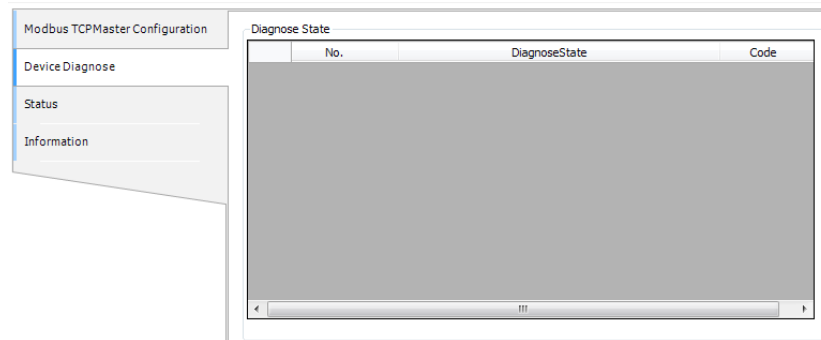 Modbus TCPMaster Configuration
Device Diagnose
Status
Information
Diagnose State
No. DiagnoseState Code